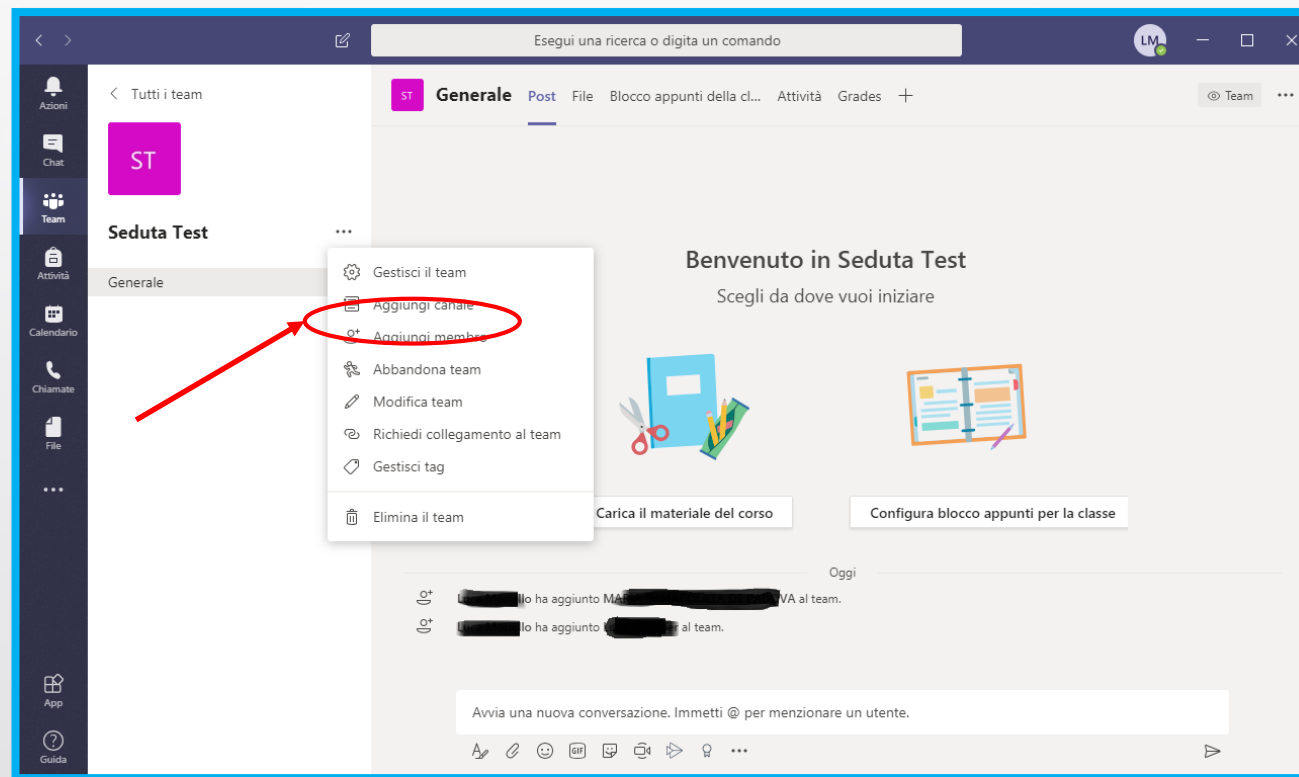 Esegui una ricerca o digita un comando
LM
Azioni
Chat
Team
Attività
Calendario
Chiamate
File
App
Guida
Tutti i team
ST
Seduta Test
Generale
Gestisci il team
Aggiungi canale
Aggiungi membro
Abbandona team
Modifica team
Richiedi collegamento al team
Gestisci tag
Elimina il team
ST Generale Post File Blocco appunti della cl... Attività Grades
Team
Benvenuto in Seduta Test
Scegli da dove vuoi iniziare
Carica il materiale del corso
Configura blocco appunti per la classe
Oggi
ha aggiunto al team.
ha aggiunto al team.
Avvia una nuova conversazione. Immetti @ per menzionare un utente.
GIF